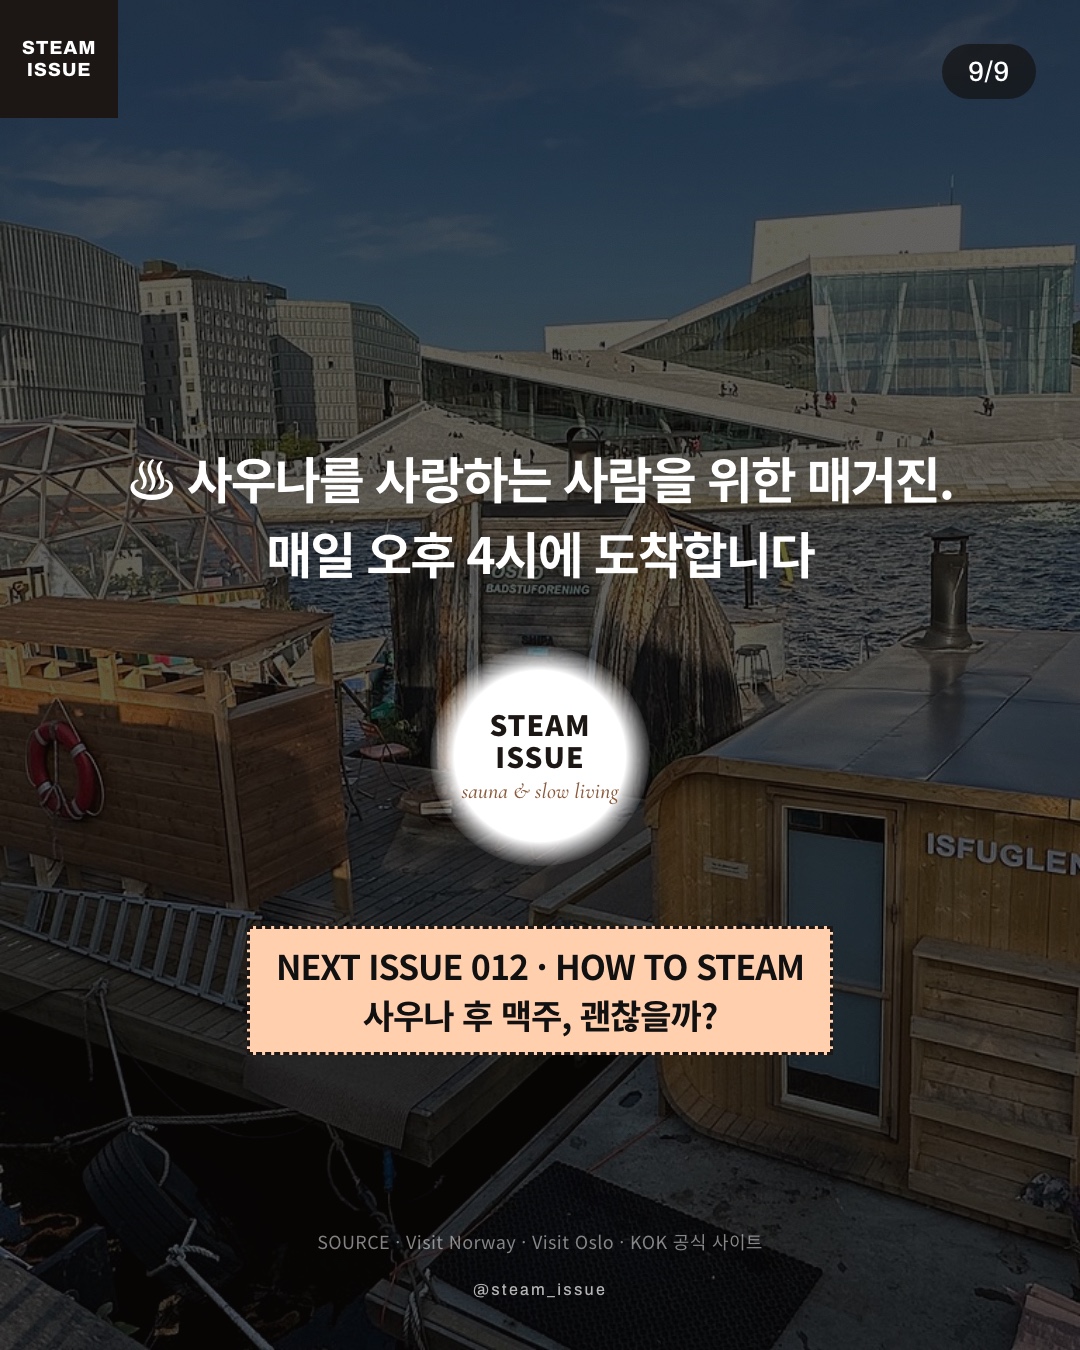 STEAM
ISSUE
9/9
♨ 사우나를 사랑하는 사람을 위한 매거진.
매일 오후 4시에 도착합니다
OSLO
BADSTUFORENING
STEAM
ISSUE
sauna & slow living
ISFUGLEN
NEXT ISSUE 012 · HOW TO STEAM
사우나 후 맥주, 괜찮을까?
SOURCE · Visit Norway · Visit Oslo · KOK 공식 사이트
@steam_issue